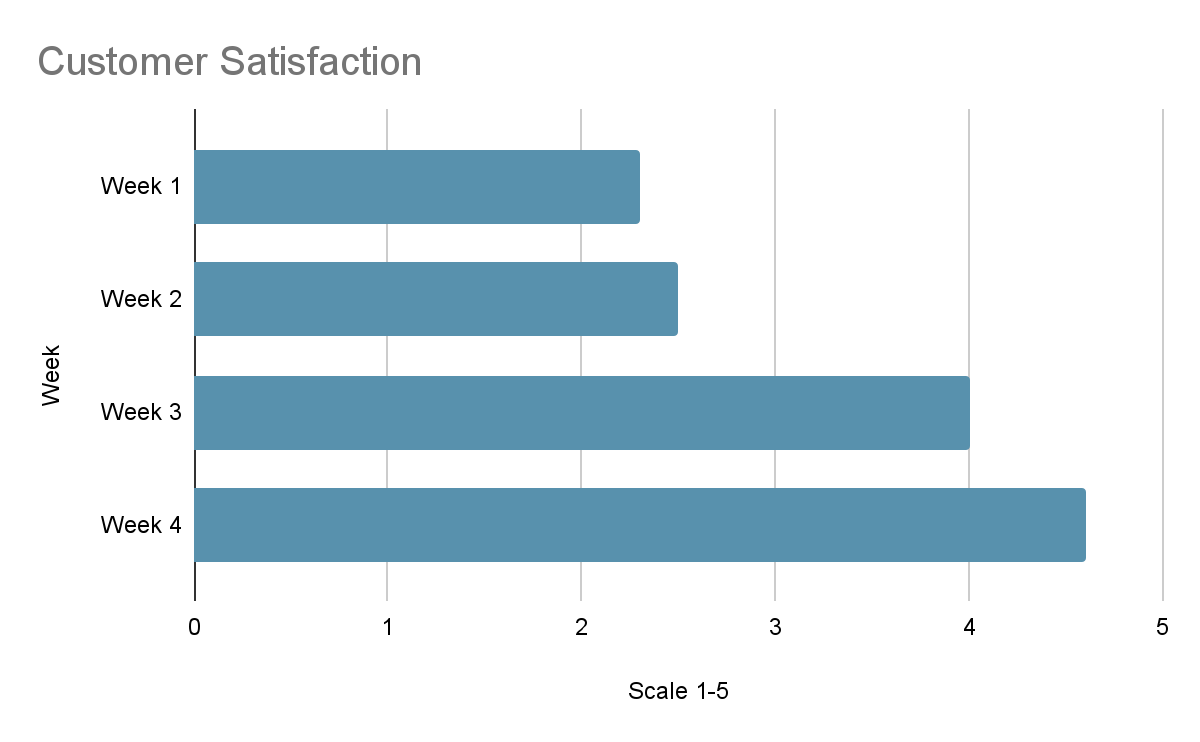 Customer Satisfaction
Week 1
Week 2
Week
Week 3
Week 4
0 1 2 3 4 5
Scale 1-5